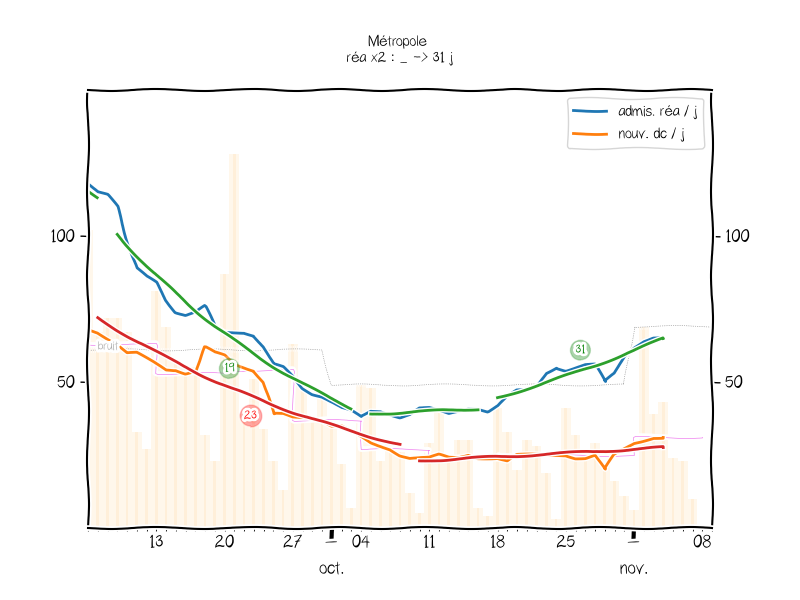 Métropole
réa x2 : _ -> 31 j
admis. réa / j
nouv. dc / j
100
100
bruit
31
19
50
50
23
13
20
27
04
11
18
25
08
oct.
nov.